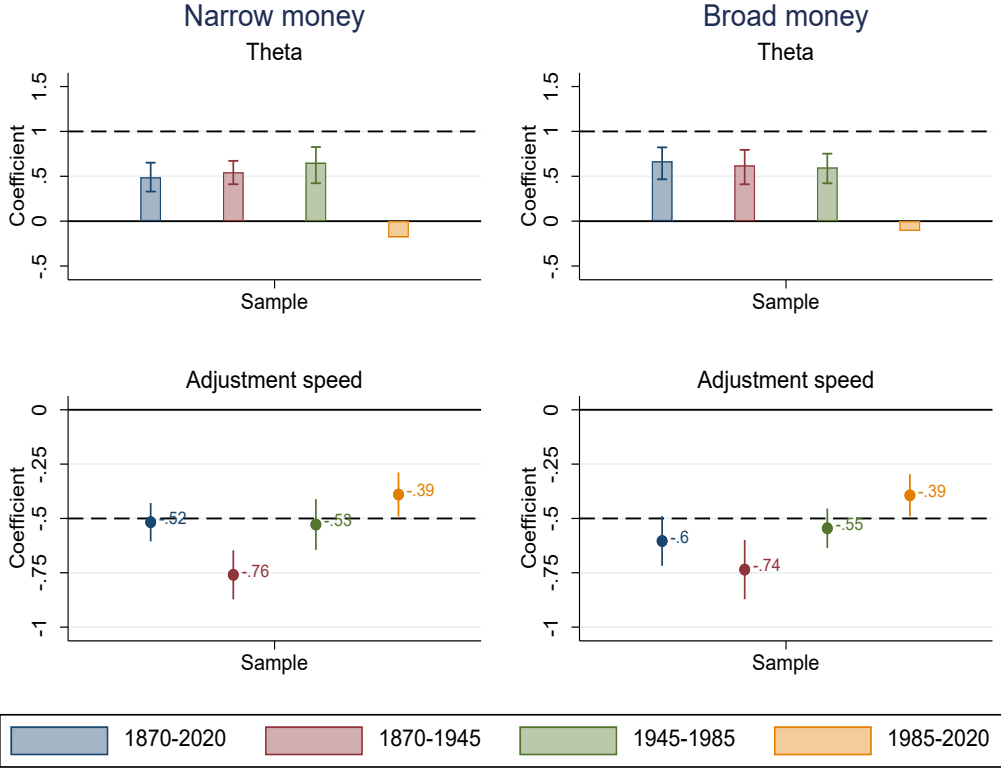 Narrow money
Broad money
Theta
Theta
Coefficient
1.5
1
.5
0
-.5
Sample
Coefficient
1.5
1
.5
0
-.5
Sample
Adjustment speed
Adjustment speed
Coefficient
0
-.25
-.5
-.75
-1
-.52
-.76
-.53
-.39
Sample
Coefficient
0
-.25
-.5
-.75
-1
-.6
-.74
-.55
-.39
Sample
1870-2020
1870-1945
1945-1985
1985-2020